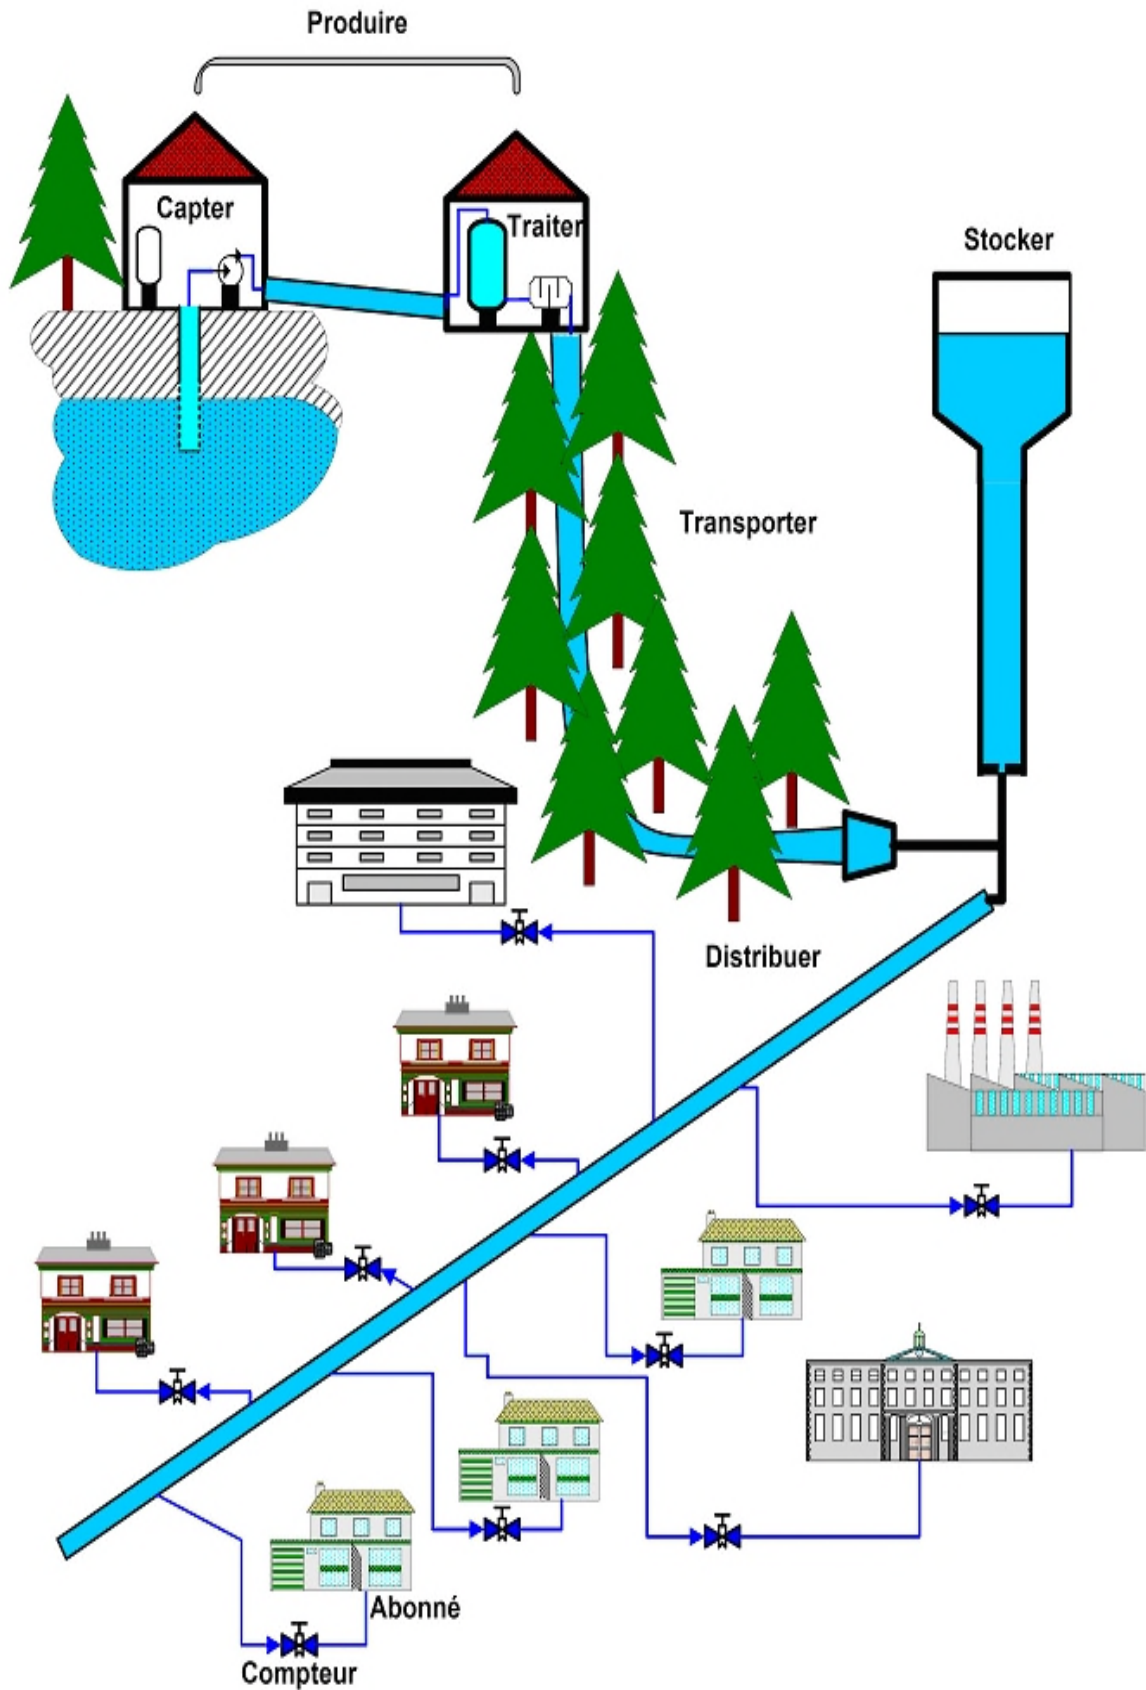 Produire
Capter
Traiter
Stocker
Transporter
Distribuer
Abonné
Compteur